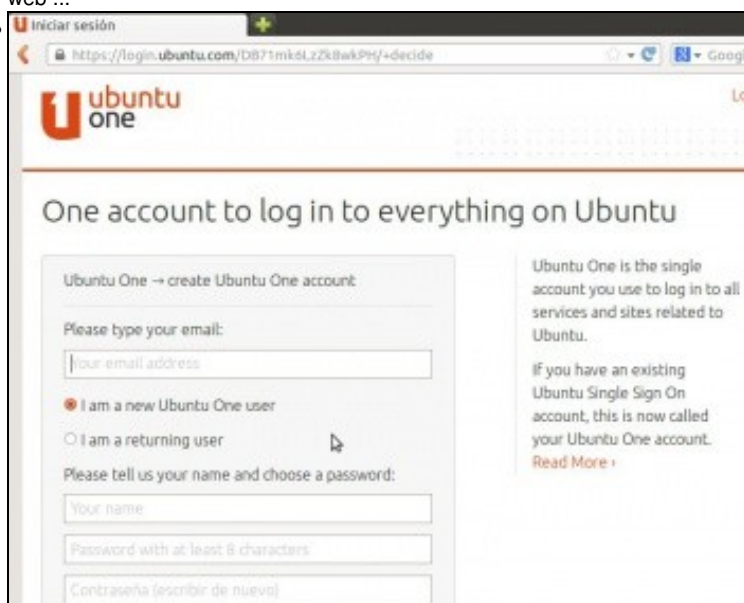 web ...
Iniciar sesión
https://login.ubuntu.com/
/+decide
Goog
ubuntu
one
Lo
One account to log in to everything on Ubuntu
Ubuntu One → create Ubuntu One account
Please type your email:
Your email address
I am a new Ubuntu One user
I am a returning user
Please tell us your name and choose a password:
Your name
Password with at least 8 characters
Contraseña (escribir de nuevo)
Ubuntu One is the single
account you use to log in to all
services and sites related to
Ubuntu.
If you have an existing
Ubuntu Single Sign On
account, this is now called
your Ubuntu One account.
Read More ›